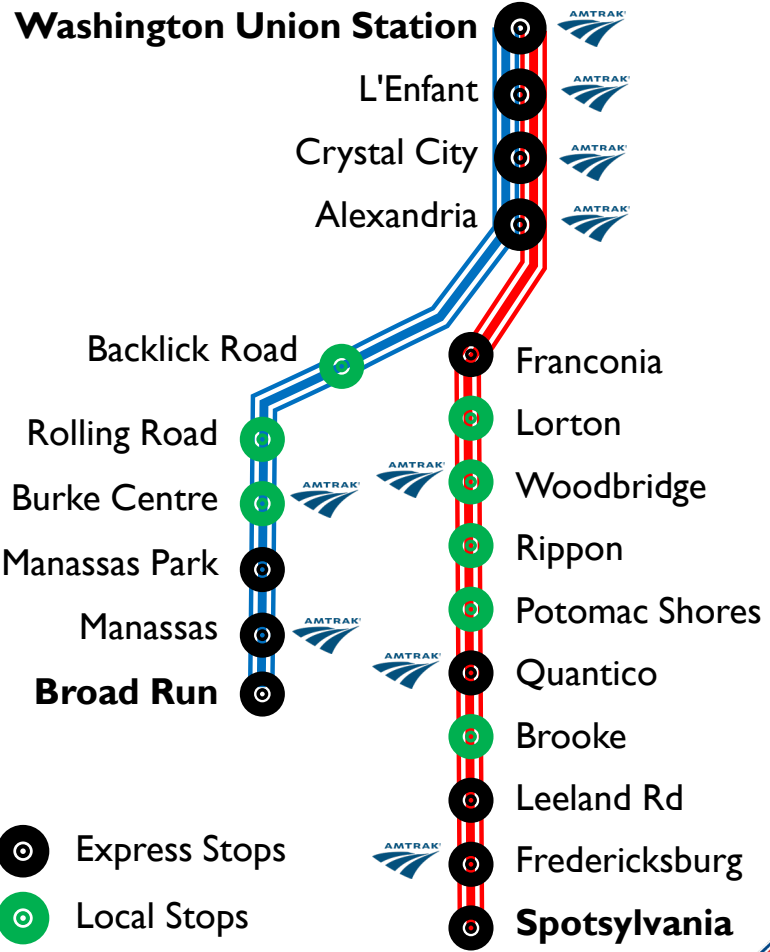 Washington Union Station
AMTRAK
L'Enfant
AMTRAK
Crystal City
AMTRAK
Alexandria
AMTRAK
Backlick Road
Franconia
Lorton
Rolling Road
AMTRAK
Woodbridge
Burke Centre
AMTRAK
Rippon
Manassas Park
Potomac Shores
Manassas
AMTRAK
AMTRAK
Quantico
Broad Run
Brooke
Leeland Rd
Express Stops
AMTRAK
Fredericksburg
Local Stops
Spotsylvania